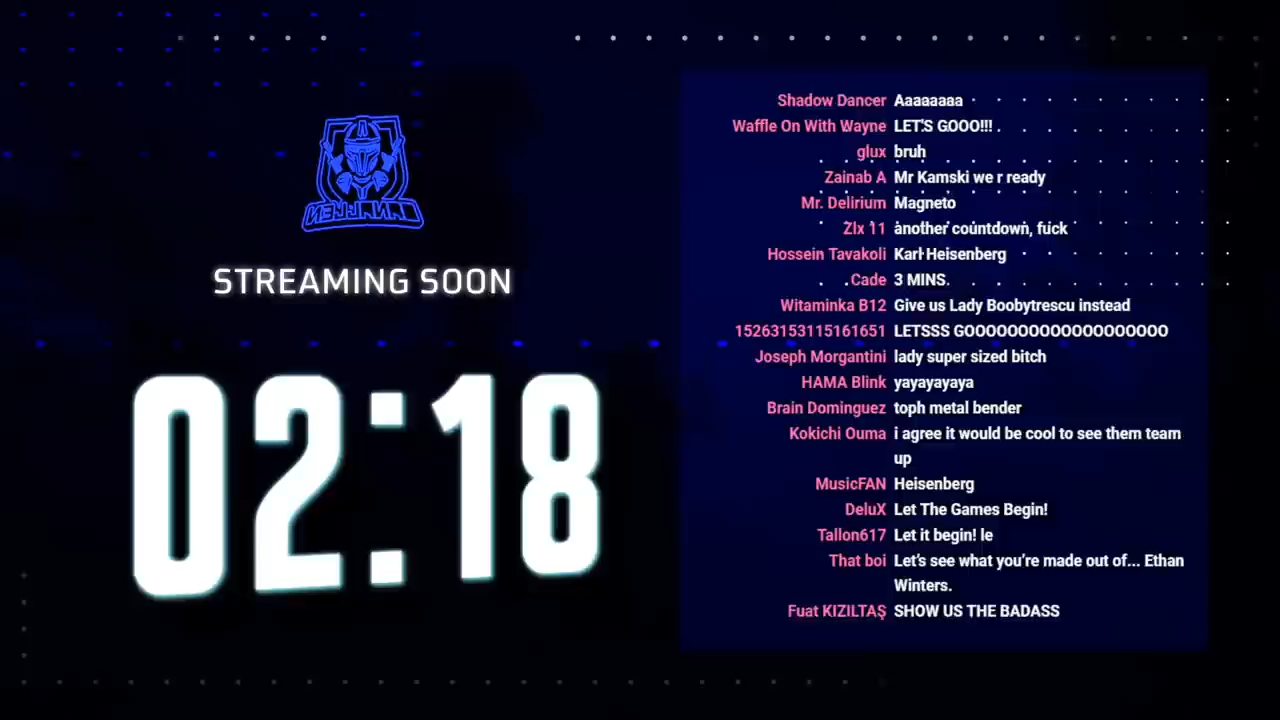 STREAMING SOON
02:18
Shadow Dancer Aaaaaaaa
Waffle On With Wayne LET'S GOOO!!!
glux bruh
Zainab A Mr Kamski we r ready
Mr. Delirium Magneto
Zlx 11 another countdown, fuck
Hossein Tavakoli Karl Heisenberg
Cade 3 MINS.
Witaminka B12 Give us Lady Boobytrescu instead
15263153115161651 LETSSS GOOOOOOOOOOOOOOOOOOO
Joseph Morgantini lady super sized bitch
HAMA Blink yayayayaya
Brain Dominguez toph metal bender
Kokichi Ouma i agree it would be cool to see them team
up
MusicFAN Heisenberg
DeluX Let The Games Begin!
Tallon617 Let it begin! le
That boi Let's see what you're made out of... Ethan
Winters.
Fuat KIZILTAŞ SHOW US THE BADASS